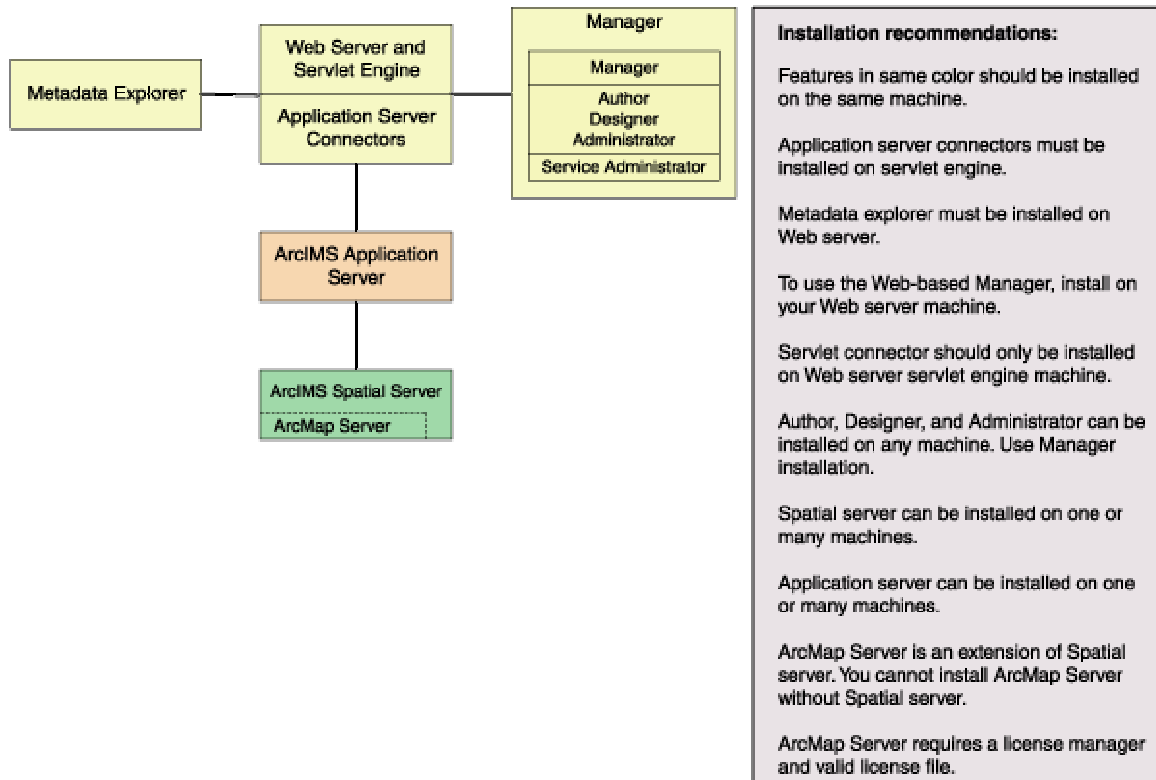 Metadata Explorer
Web Server and
Servlet Engine
Application Server
Connectors
Manager
Manager
Author
Designer
Administrator
Service Administrator
ArcIMS Application
Server
ArcIMS Spatial Server
ArcMap Server
Installation recommendations:
Features in same color should be installed
on the same machine.
Application server connectors must be
installed on servlet engine.
Metadata explorer must be installed on
Web server.
To use the Web-based Manager, install on
your Web server machine.
Servlet connector should only be installed
on Web server servlet engine machine.
Author, Designer, and Administrator can be
installed on any machine. Use Manager
installation.
Spatial server can be installed on one or
many machines.
Application server can be installed on one
or many machines.
ArcMap Server is an extension of Spatial
server. You cannot install ArcMap Server
without Spatial server.
ArcMap Server requires a license manager
and valid license file.